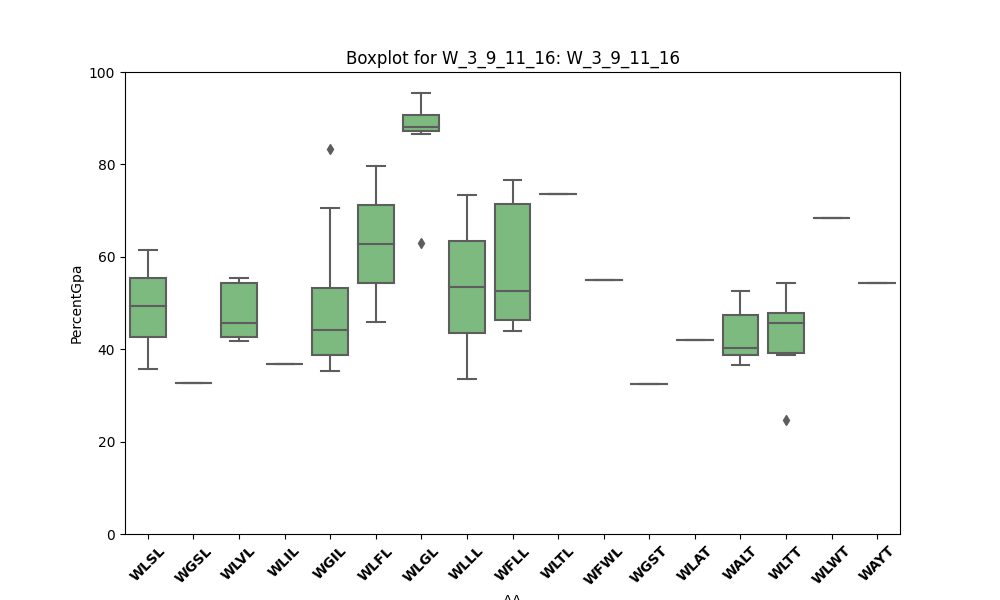 Boxplot for W_3_9_11_16: W_3_9_11_16
PercentGpa
100
80
60
40
20
0
WLSL
WGSL
WLVL
WLIL
WGIL
WLFL
WLGL
WLLL
WFLL
WLTL
WFWL
WGST
WLAT
WALT
WLTT
WLWT
WAYT
AA